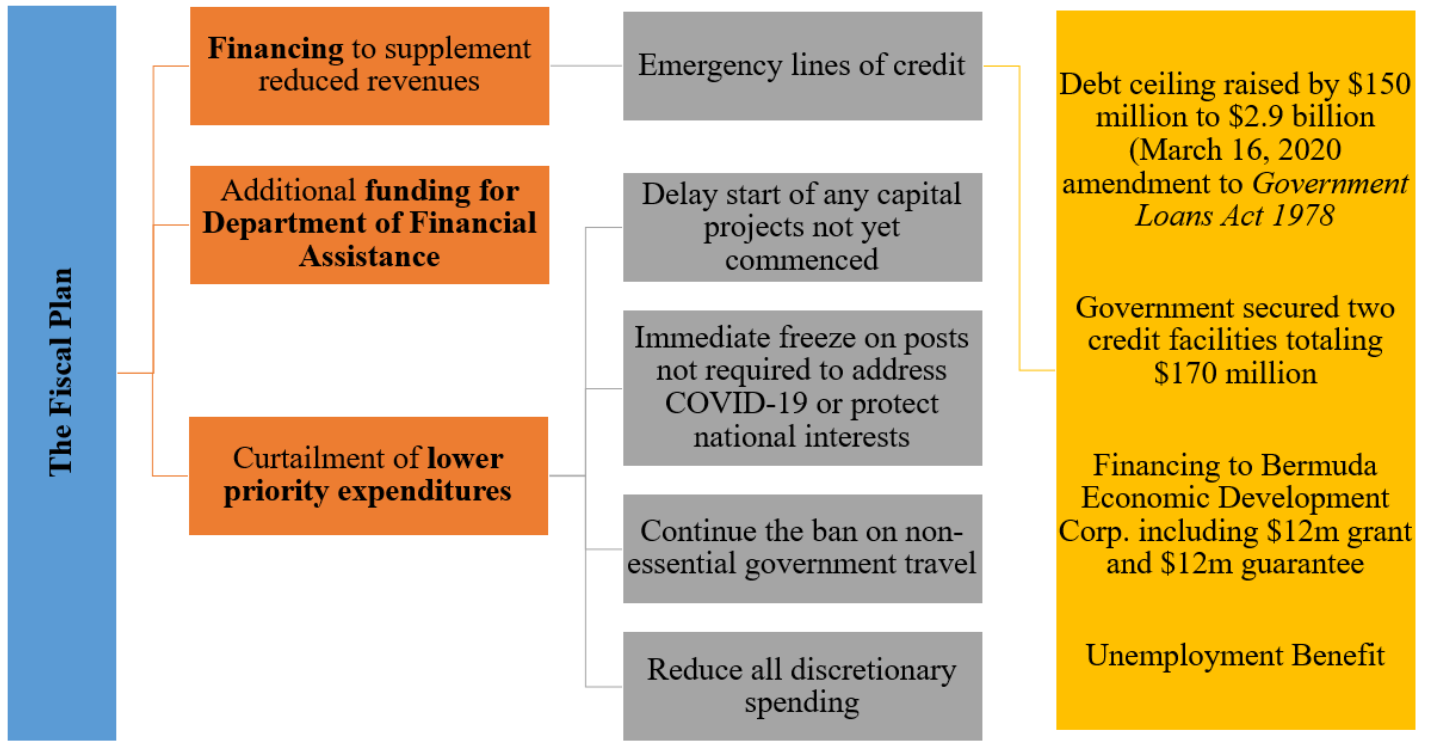 The Fiscal Plan
Financing to supplement
reduced revenues
Additional funding for
Department of Financial
Assistance
Curtailment of lower
priority expenditures
Emergency lines of credit
Delay start of any capital
projects not yet
commenced
Immediate freeze on posts
not required to address
COVID-19 or protect
national interests
Continue the ban on non-
essential government travel
Reduce all discretionary
spending
Debt ceiling raised by $150
million to $2.9 billion
(March 16, 2020
amendment to Government
Loans Act 1978
Government secured two
credit facilities totaling
$170 million
Financing to Bermuda
Economic Development
Corp. including $12m grant
and $12m guarantee
Unemployment Benefit